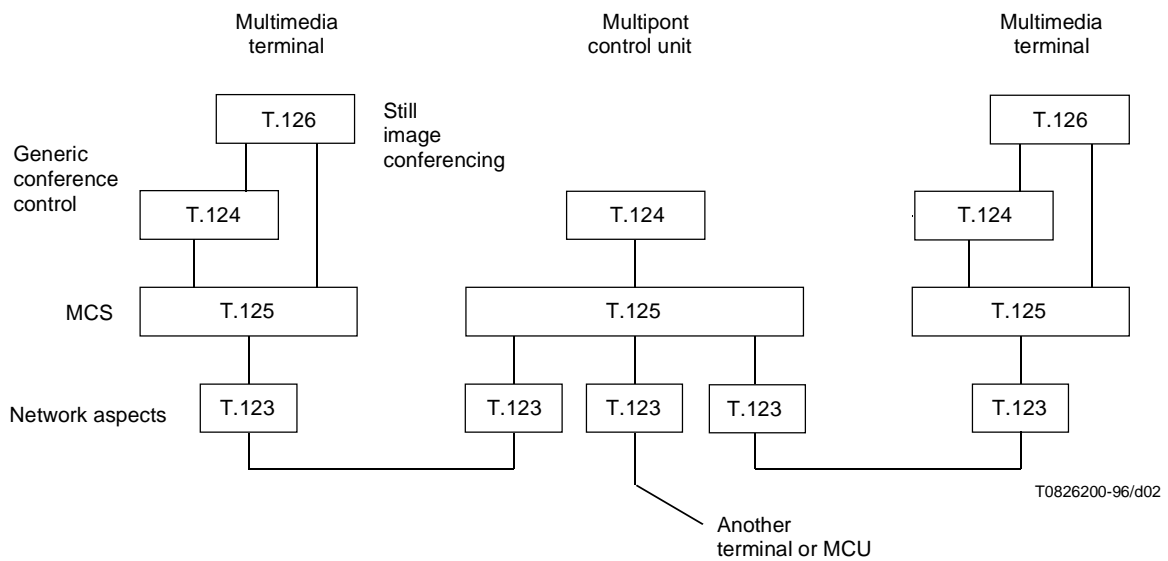 Multimedia
terminal
Multipont
control unit
Multimedia
terminal
T.126
Still
image
conferencing
T.126
Generic
conference
control
T.124
T.124
T.124
MCS
T.125
T.125
T.125
Network aspects
T.123
T.123
T.123
T.123
T.123
T0826200-96/d02
Another
terminal or MCU